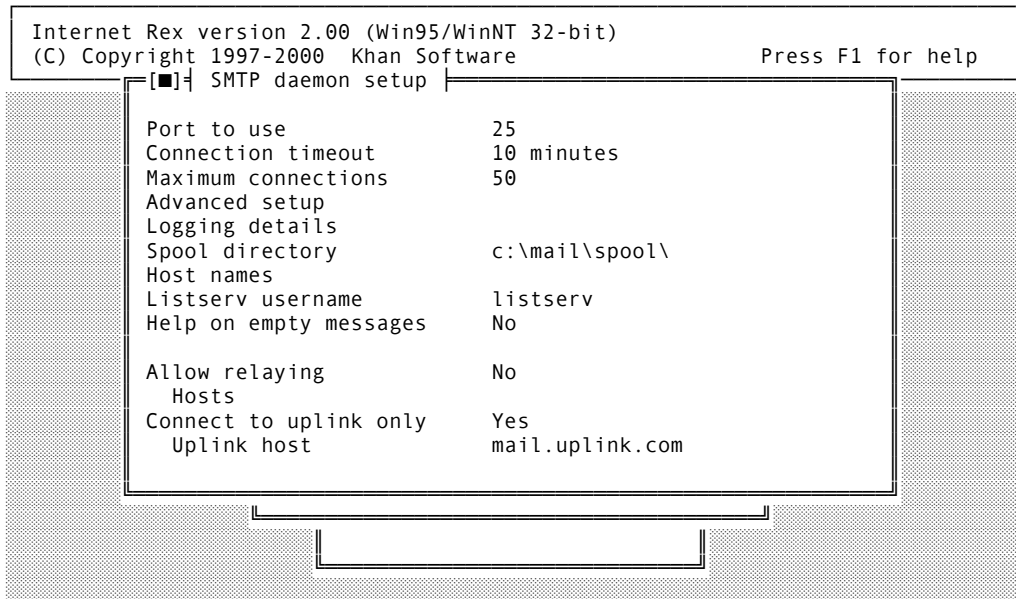 Internet Rex version 2.00 (Win95/WinNT 32-bit)
(C) Copyright 1997-2000 Khan Software Press F1 for help
[■] SMTP daemon setup
Port to use 25
Connection timeout 10 minutes
Maximum connections 50
Advanced setup
Logging details
Spool directory c:\mail\spool\
Host names
Listserv username listserv
Help on empty messages No
Allow relaying No
Hosts
Connect to uplink only Yes
Uplink host mail.uplink.com